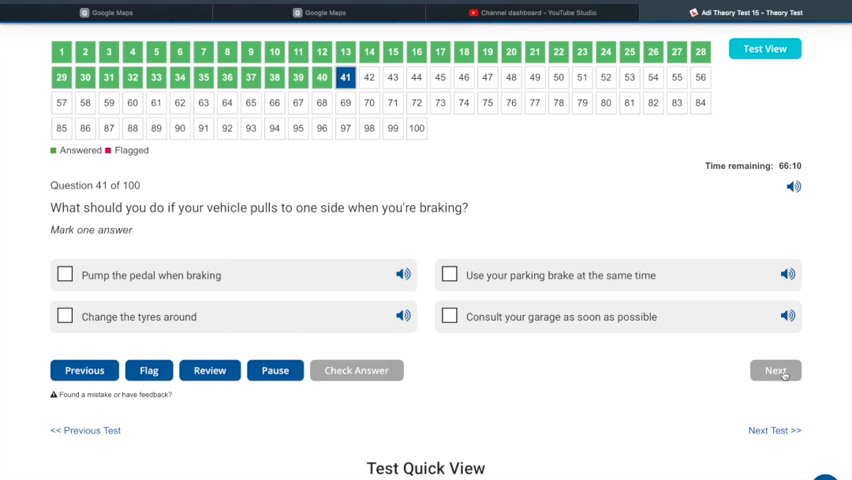 Google Maps Google Maps Channel dashboard - YouTube Studio Adi Theory Test 15 - Theory Test
1 2 3 4 5 6 7 8 9 10 11 12 13 14 15 16 17 18 19 20 21 22 23 24 25 26 27 28
Test View
29 30 31 32 33 34 35 36 37 38 39 40 41 42 43 44 45 46 47 48 49 50 51 52 53 54 55 56
57 58 59 60 61 62 63 64 65 66 67 68 69 70 71 72 73 74 75 76 77 78 79 80 81 82 83 84
85 86 87 88 89 90 91 92 93 94 95 96 97 98 99 100
Answered Flagged
Time remaining: 66:10
Question 41 of 100
What should you do if your vehicle pulls to one side when you're braking?
Mark one answer
Pump the pedal when braking
Use your parking brake at the same time
Change the tyres around
Consult your garage as soon as possible
Previous Flag Review Pause Check Answer Next
Found a mistake or have feedback?
<< Previous Test Next Test >>
Test Quick View